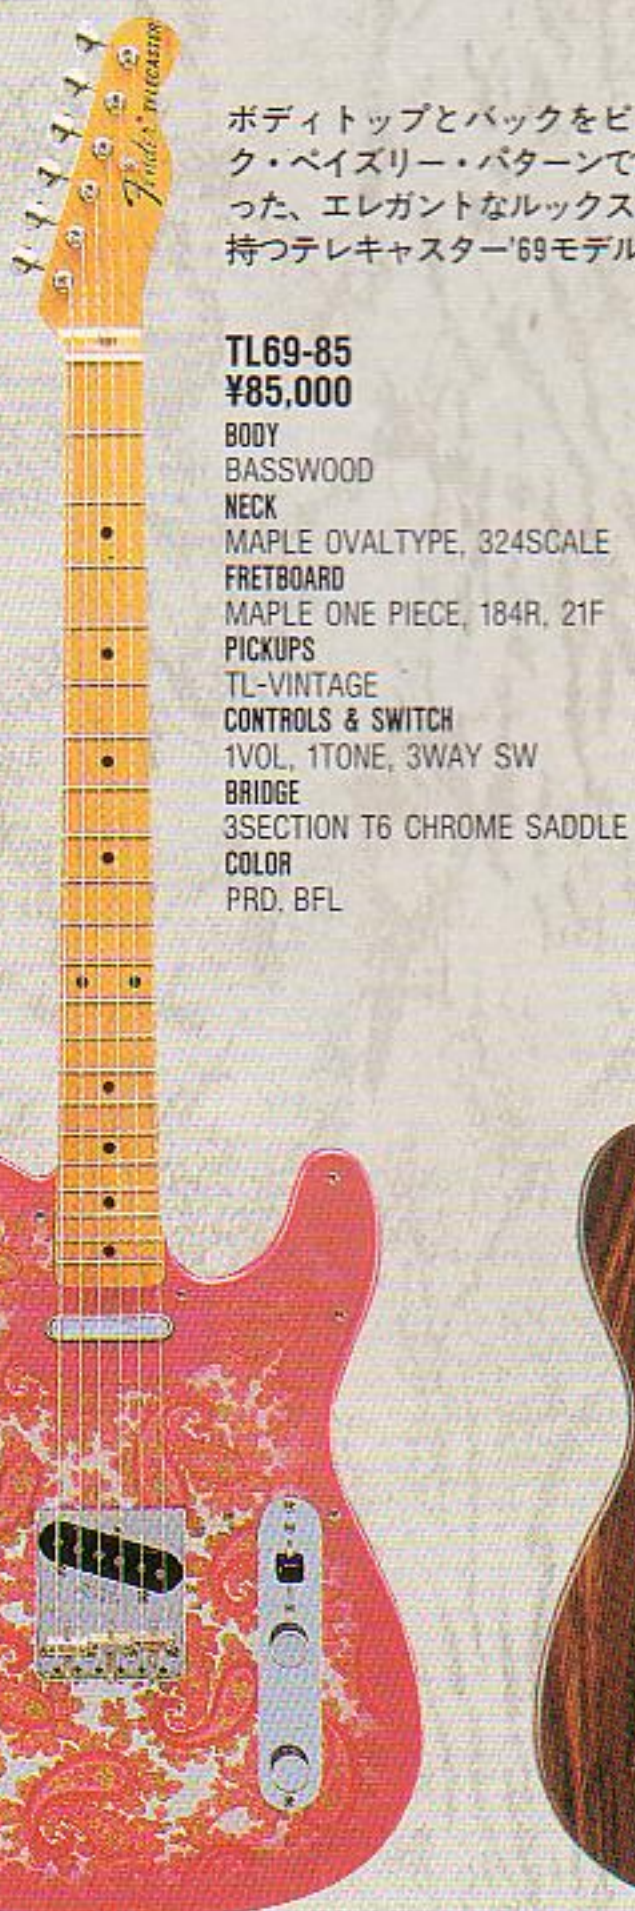 Fender TELECASTER
ボディトップとバックをピ
ク・ペイズリー・パターンで
った、エレガントなルックス
持つテレキャスター'69モデル
TL69-85
¥85,000
BODY
BASSWOOD
NECK
MAPLE OVALTYPE, 324SCALE
FRETBOARD
MAPLE ONE PIECE, 184R, 21F
PICKUPS
TL-VINTAGE
CONTROLS & SWITCH
1VOL, 1TONE, 3WAY SW
BRIDGE
3SECTION T6 CHROME SADDLE
COLOR
PRD, BFL